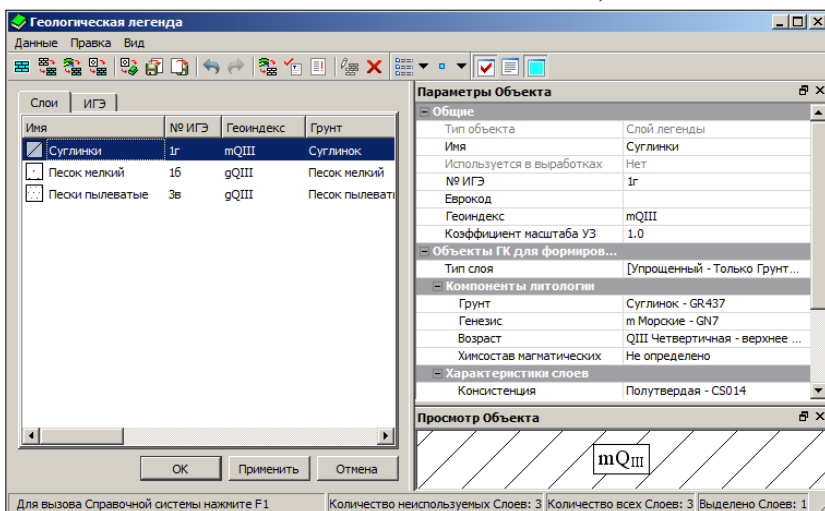 Геологическая легенда
Данные Правка Вид
Слои ИГЭ
Имя № ИГЭ Геоиндекс Грунт
Суглинки 1г mQIII Суглинок
Песок мелкий 1б gQIII Песок мелкий
Пески пылеватые 3в gQIII Песок пылеват
ОК Применить Отмена
Параметры Объекта
Общие
Тип объекта Слой легенды
Имя Суглинки
Используется в выработках Нет
№ ИГЭ 1г
Еврокод
Геоиндекс mQIII
Коэффициент масштаба УЗ 1.0
Объекты ГК для формиров...
Тип слоя [Упрощенный - Только Грунт...
Компоненты литологии
Грунт Суглинок - GR437
Генезис m Морские - GN7
Возраст QIII Четвертичная - верхнее ...
Химсостав магматических Не определено
Характеристики слоев
Консистенция Полутвердая - CS014
Просмотр Объекта
mQIII
Для вызова Справочной системы нажмите F1 Количество неиспользуемых Слоев: 3 Количество всех Слоев: 3 Выделено Слоев: 1